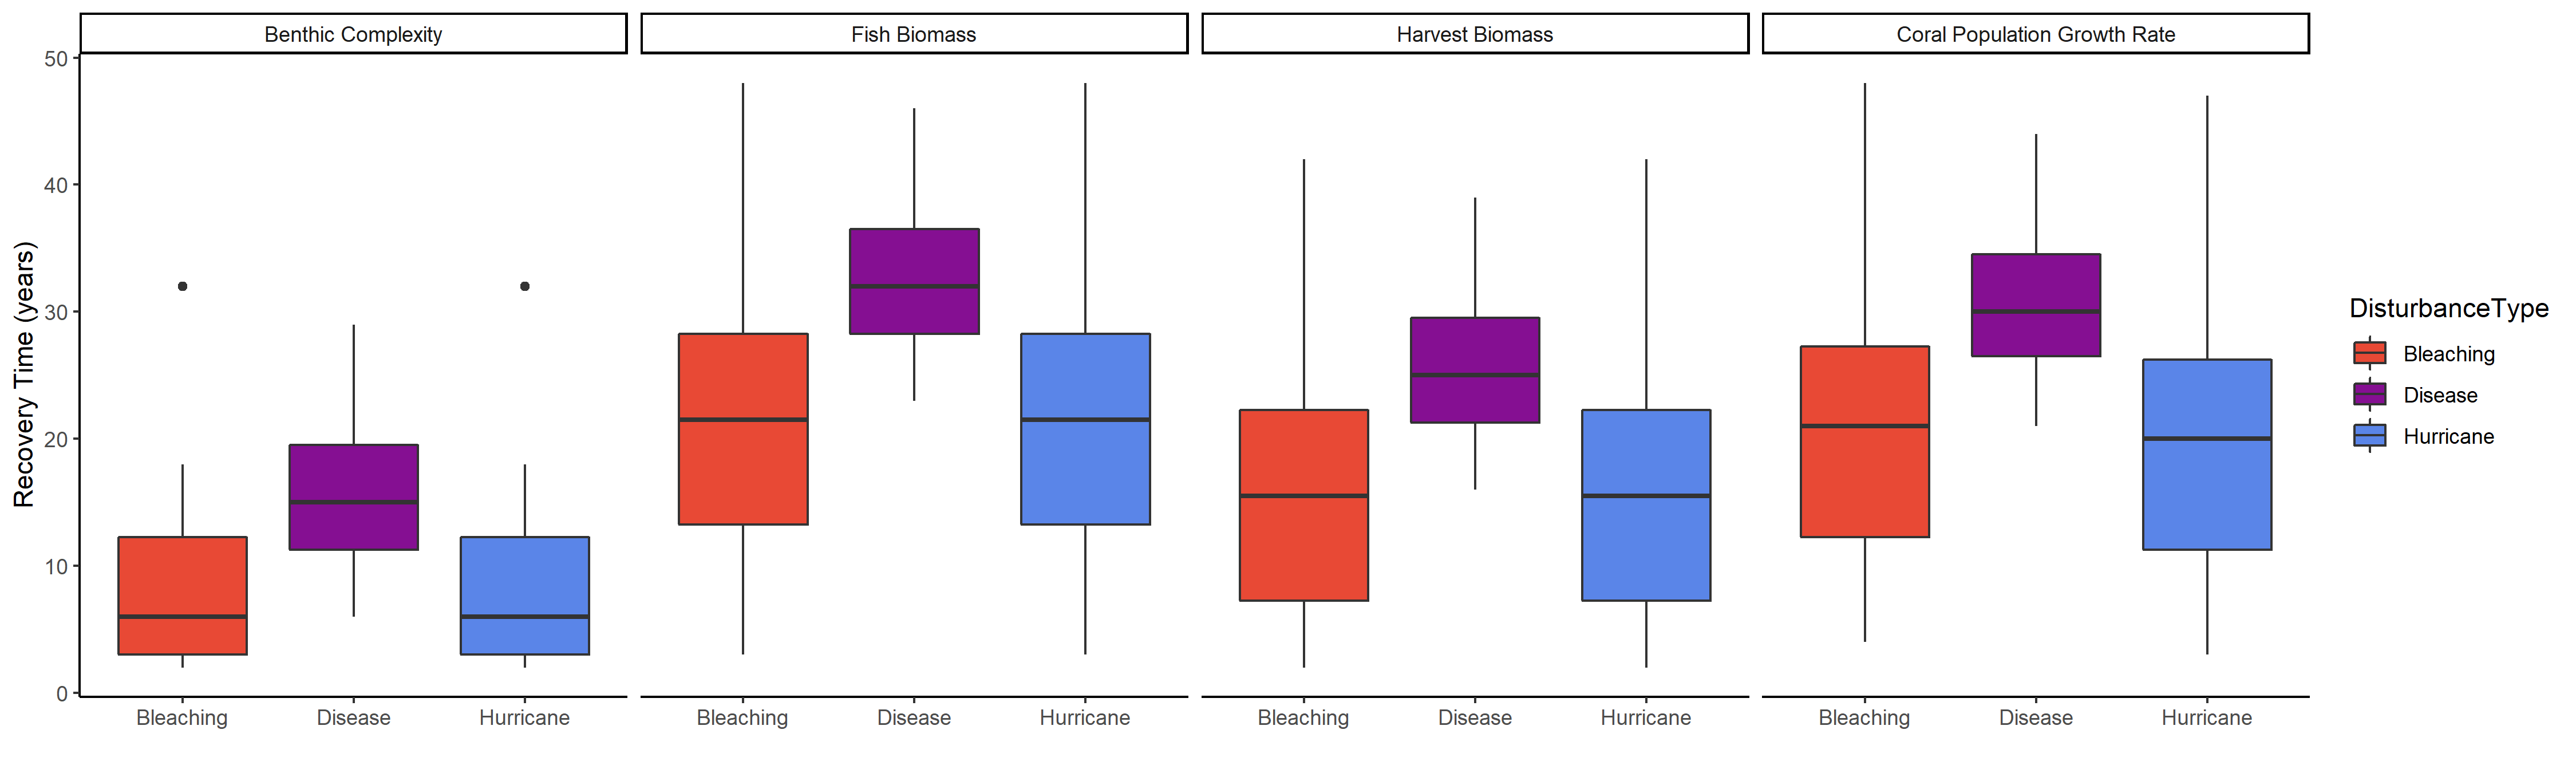 Benthic Complexity
Fish Biomass
Harvest Biomass
Coral Population Growth Rate
Recovery Time (years)
50
40
30
20
10
0
Bleaching
Disease
Hurricane
Bleaching
Disease
Hurricane
Bleaching
Disease
Hurricane
Bleaching
Disease
Hurricane
DisturbanceType
Bleaching
Disease
Hurricane